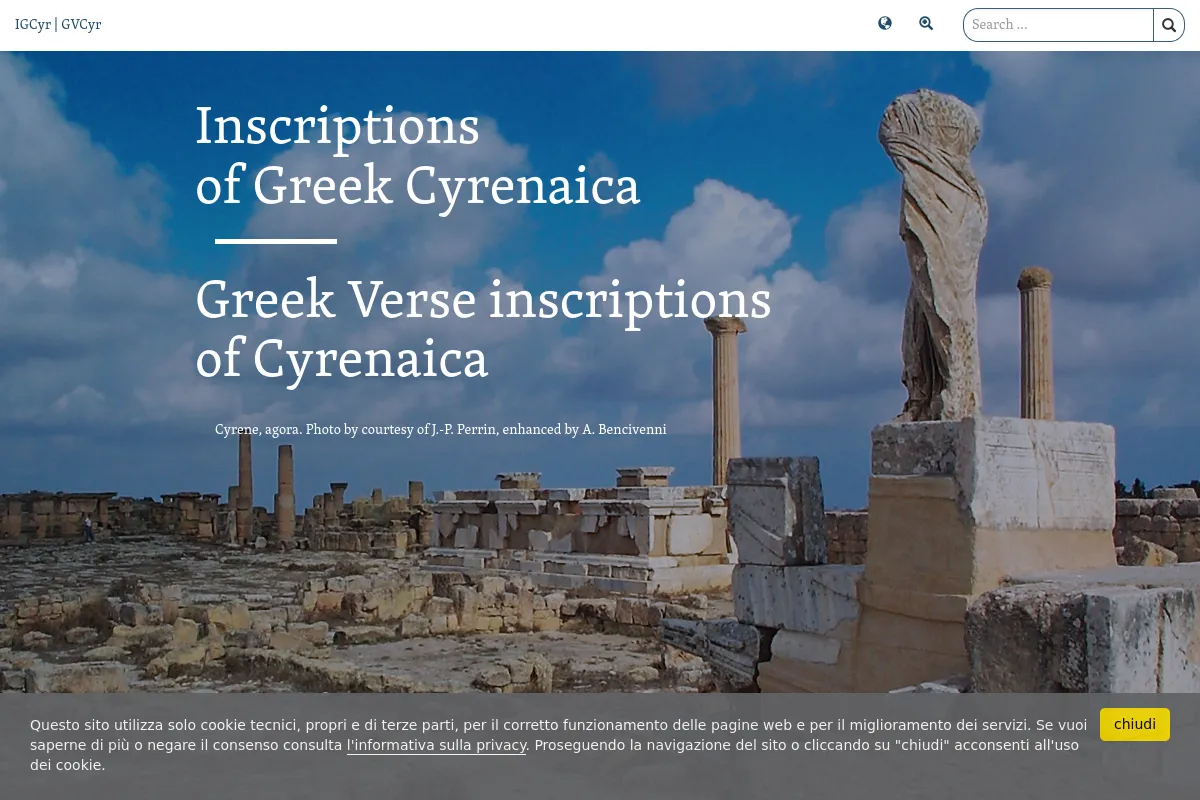 IGCyr | GVCyr
Search ...
Inscriptions
of Greek Cyrenaica
Greek Verse inscriptions
of Cyrenaica
Cyrene, agora. Photo by courtesy of J.-P. Perrin, enhanced by A. Bencivenni
Questo sito utilizza solo cookie tecnici, propri e di terze parti, per il corretto funzionamento delle pagine web e per il miglioramento dei servizi. Se vuoi
saperne di più o negare il consenso consulta l'informativa sulla privacy. Proseguendo la navigazione del sito o cliccando su "chiudi" acconsenti all'uso
dei cookie.
chiudi